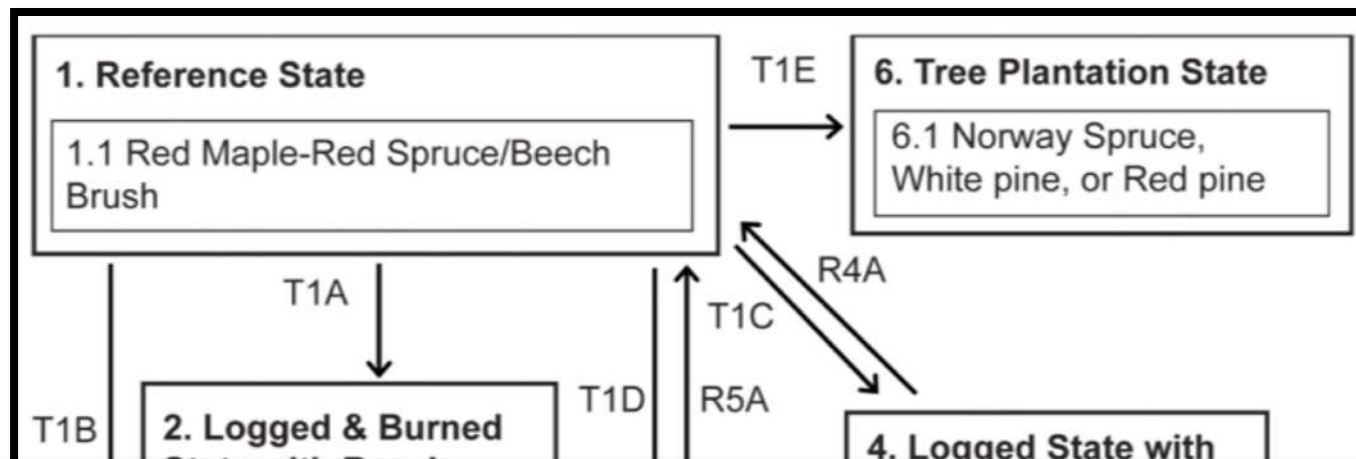 1. Reference State
1.1 Red Maple-Red Spruce/Beech
Brush
T1E
6. Tree Plantation State
6.1 Norway Spruce,
White pine, or Red pine
T1A
T1C
R4A
T1B
2. Logged & Burned
T1D
R5A
4. Logged State with